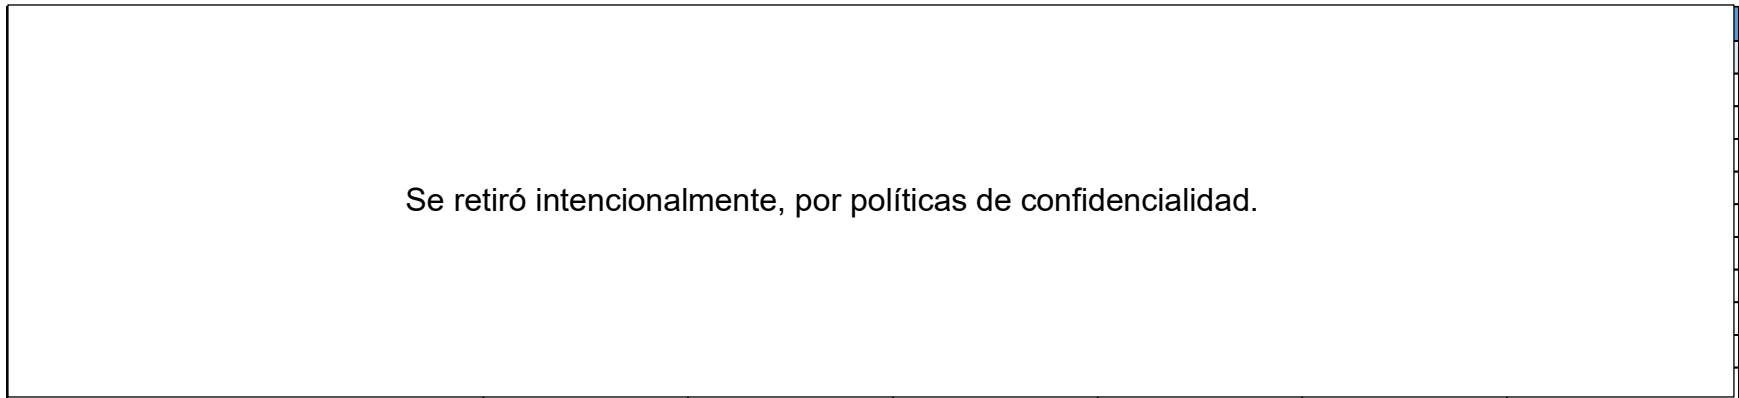 Se retiró intencionalmente, por políticas de confidencialidad.